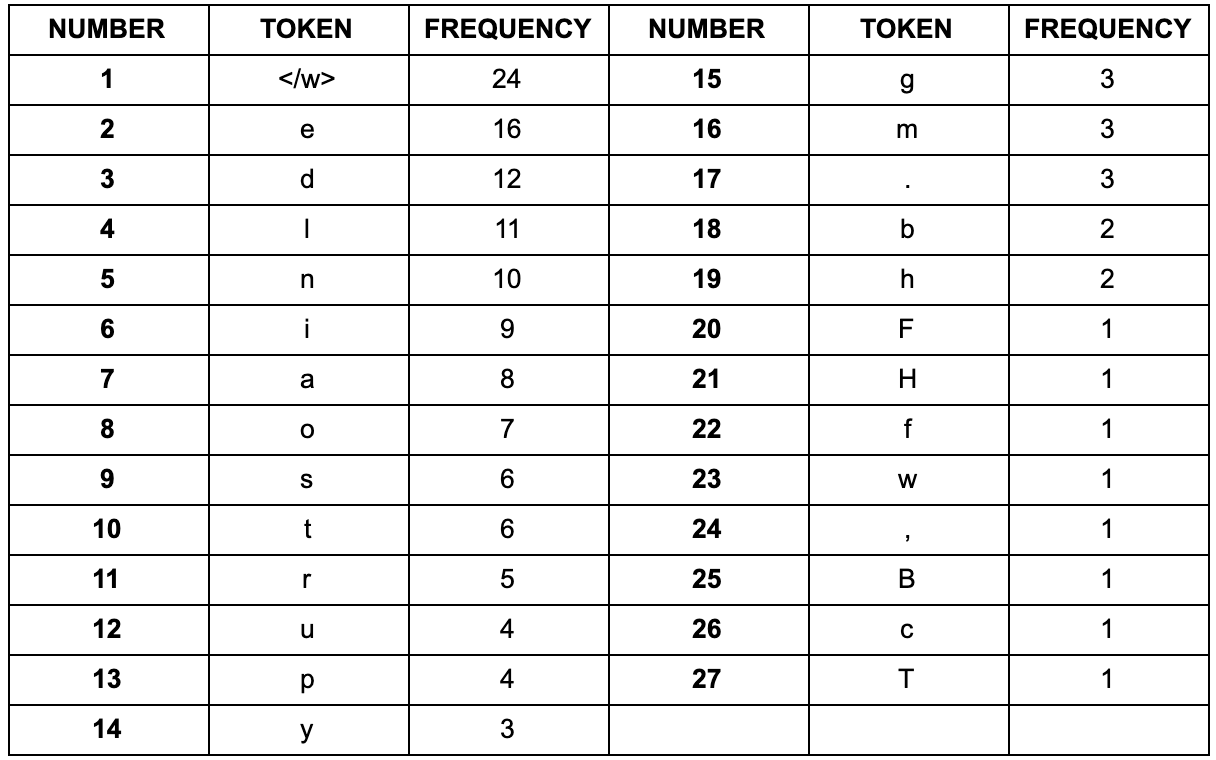 NUMBER TOKEN FREQUENCY NUMBER TOKEN FREQUENCY
1 </w> 24 15 g 3
2 e 16 16 m 3
3 d 12 17 . 3
4 l 11 18 b 2
5 n 10 19 h 2
6 i 9 20 F 1
7 a 8 21 H 1
8 o 7 22 f 1
9 s 6 23 w 1
10 t 6 24 , 1
11 r 5 25 B 1
12 u 4 26 c 1
13 p 4 27 T 1
14 y 3